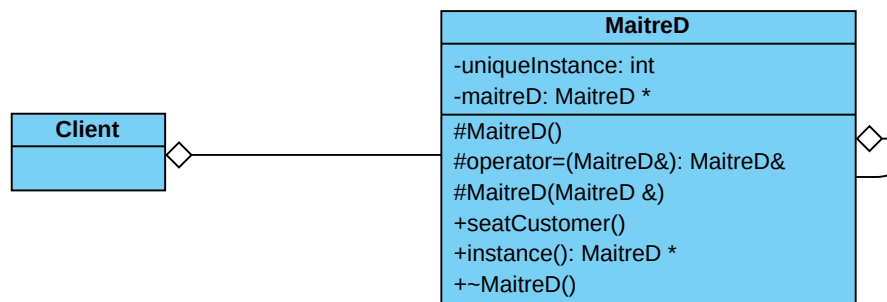 MaitreD
-uniqueInstance: int
-maitreD: MaitreD *
Client
#MaitreD()
#operator=(MaitreD&): MaitreD&
#MaitreD(MaitreD &)
+seatCustomer()
+instance(): MaitreD *
+~MaitreD()